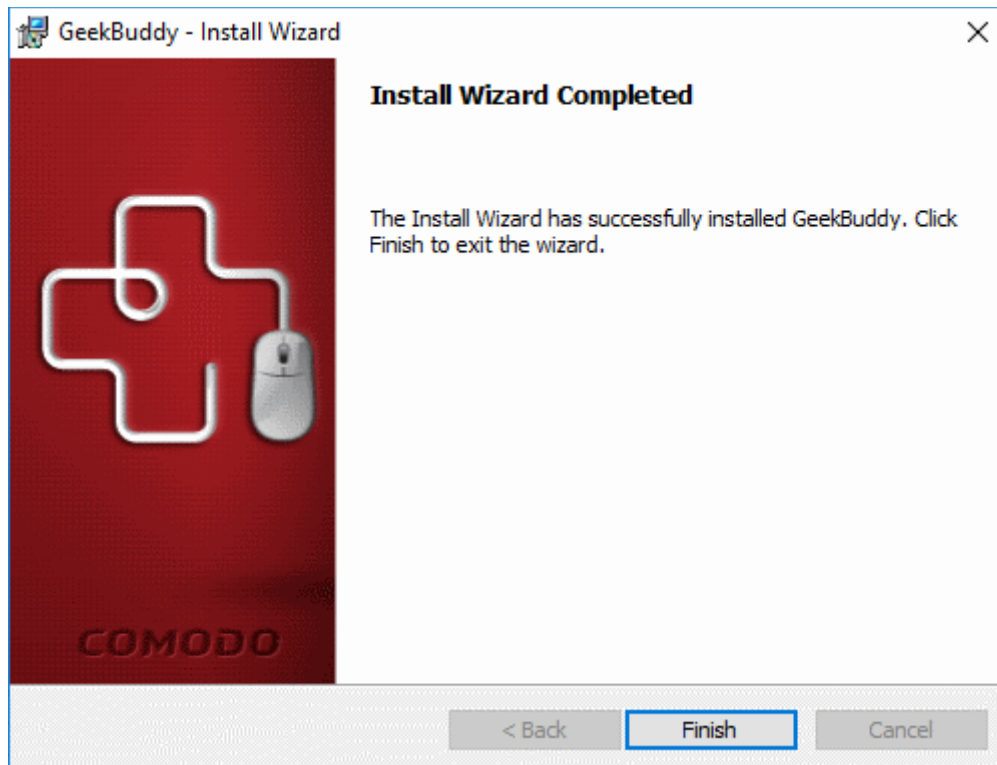 GeekBuddy - Install Wizard
Install Wizard Completed
The Install Wizard has successfully installed GeekBuddy. Click
Finish to exit the wizard.
COMODO
< Back
Finish
Cancel